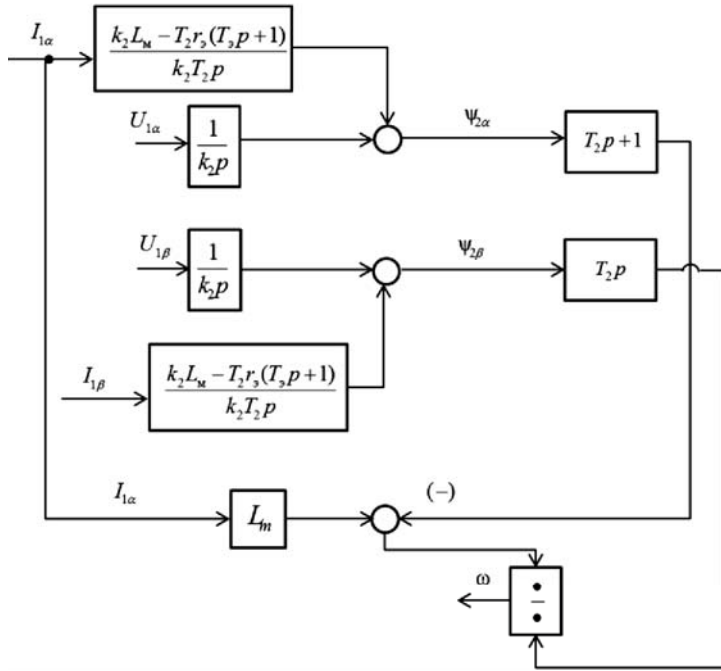 I₁α
k₂Lм − T₂rэ(Tэp + 1)
k₂T₂p
U₁α
1
k₂p
ψ₂α
T₂p + 1
U₁β
1
k₂p
ψ₂β
T₂p
I₁β
k₂Lм − T₂rэ(Tэp + 1)
k₂T₂p
I₁α
Lₘ
(−)
ω